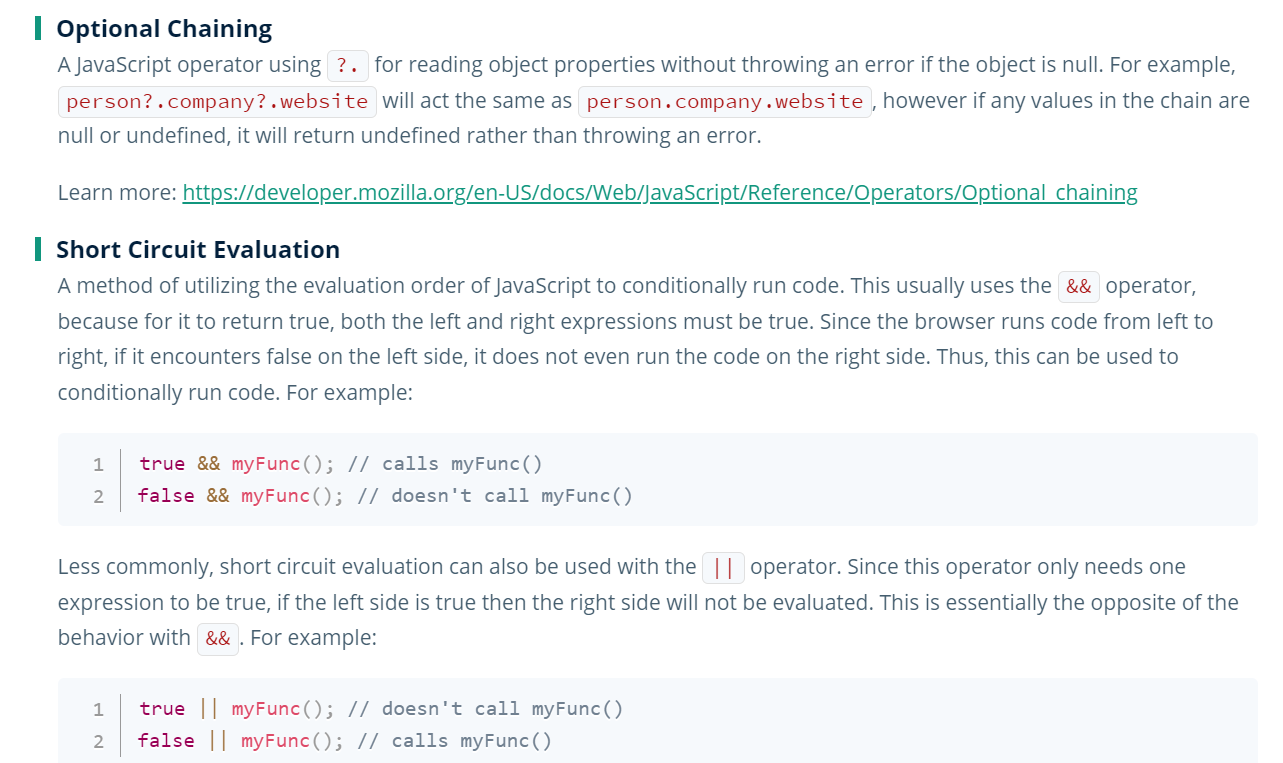 Optional Chaining
A JavaScript operator using ?. for reading object properties without throwing an error if the object is null. For example,
person?.company?.website will act the same as person.company.website, however if any values in the chain are
null or undefined, it will return undefined rather than throwing an error.
Learn more: https://developer.mozilla.org/en-US/docs/Web/JavaScript/Reference/Operators/Optional_chaining
Short Circuit Evaluation
A method of utilizing the evaluation order of JavaScript to conditionally run code. This usually uses the && operator,
because for it to return true, both the left and right expressions must be true. Since the browser runs code from left to
right, if it encounters false on the left side, it does not even run the code on the right side. Thus, this can be used to
conditionally run code. For example:
1 true && myFunc(); // calls myFunc()
2 false && myFunc(); // doesn't call myFunc()
Less commonly, short circuit evaluation can also be used with the || operator. Since this operator only needs one
expression to be true, if the left side is true then the right side will not be evaluated. This is essentially the opposite of the
behavior with &&. For example:
1 true || myFunc(); // doesn't call myFunc()
2 false || myFunc(); // calls myFunc()